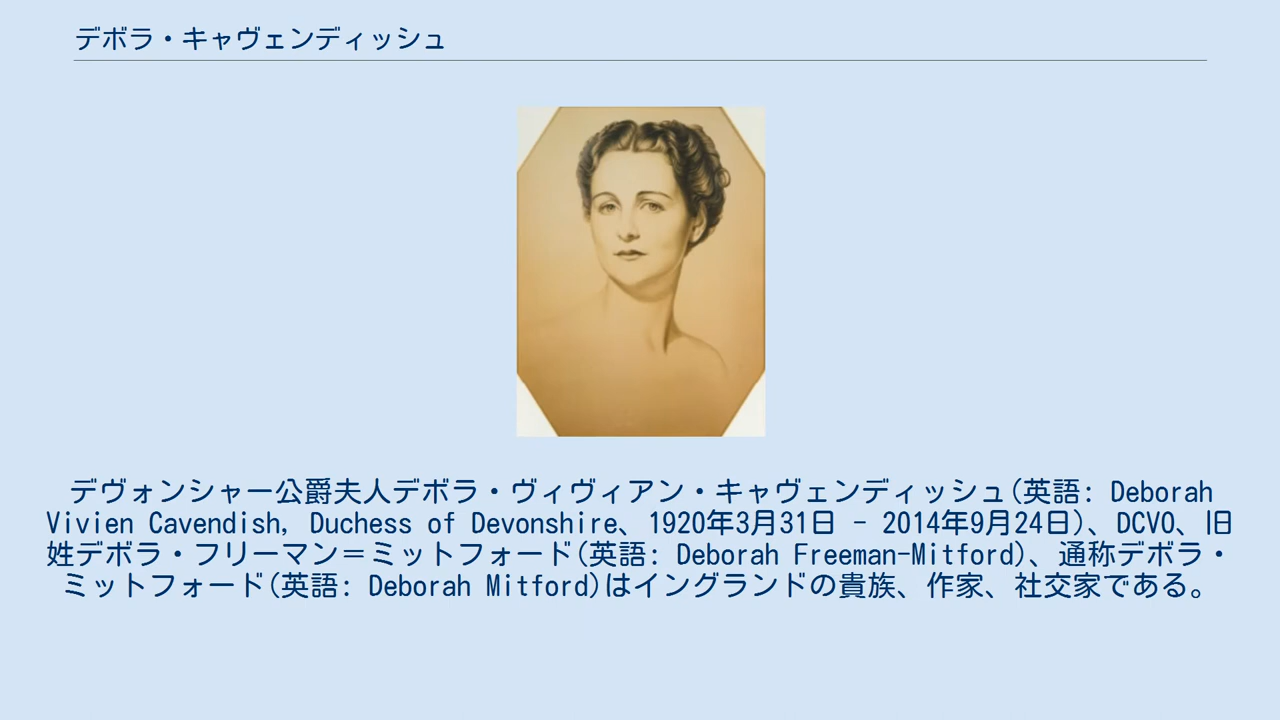 デボラ・キャヴェンディッシュ
デヴォンシャー公爵夫人デボラ・ヴィヴィアン・キャヴェンディッシュ(英語: Deborah
Vivien Cavendish, Duchess of Devonshire、1920年3月31日 - 2014年9月24日)、DCVO、旧
姓デボラ・フリーマン＝ミットフォード(英語: Deborah Freeman-Mitford)、通称デボラ・
ミットフォード(英語: Deborah Mitford)はイングランドの貴族、作家、社交家である。